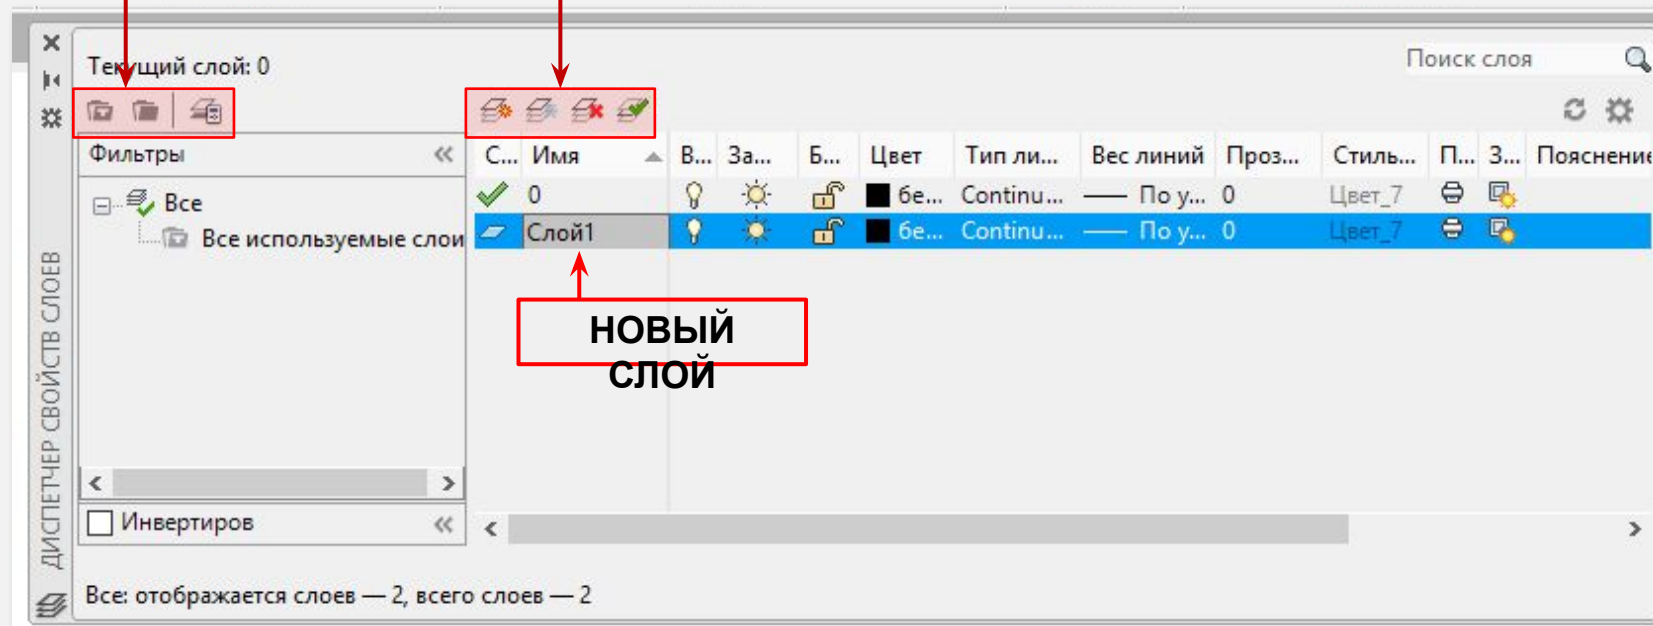 Текущий слой: 0
Поиск слоя
Фильтры
С... Имя В... За... Б... Цвет Тип ли... Вес линий Проз... Стиль... П... З... Пояснение
0 бе... Continu... По у... 0 Цвет_7
Слой1 бе... Continu... По у... 0 Цвет_7
Все
Все используемые слои
НОВЫЙ
СЛОЙ
Инвертиров
Все: отображается слоев — 2, всего слоев — 2
ДИСПЕТЧЕР СВОЙСТВ СЛОЕВ